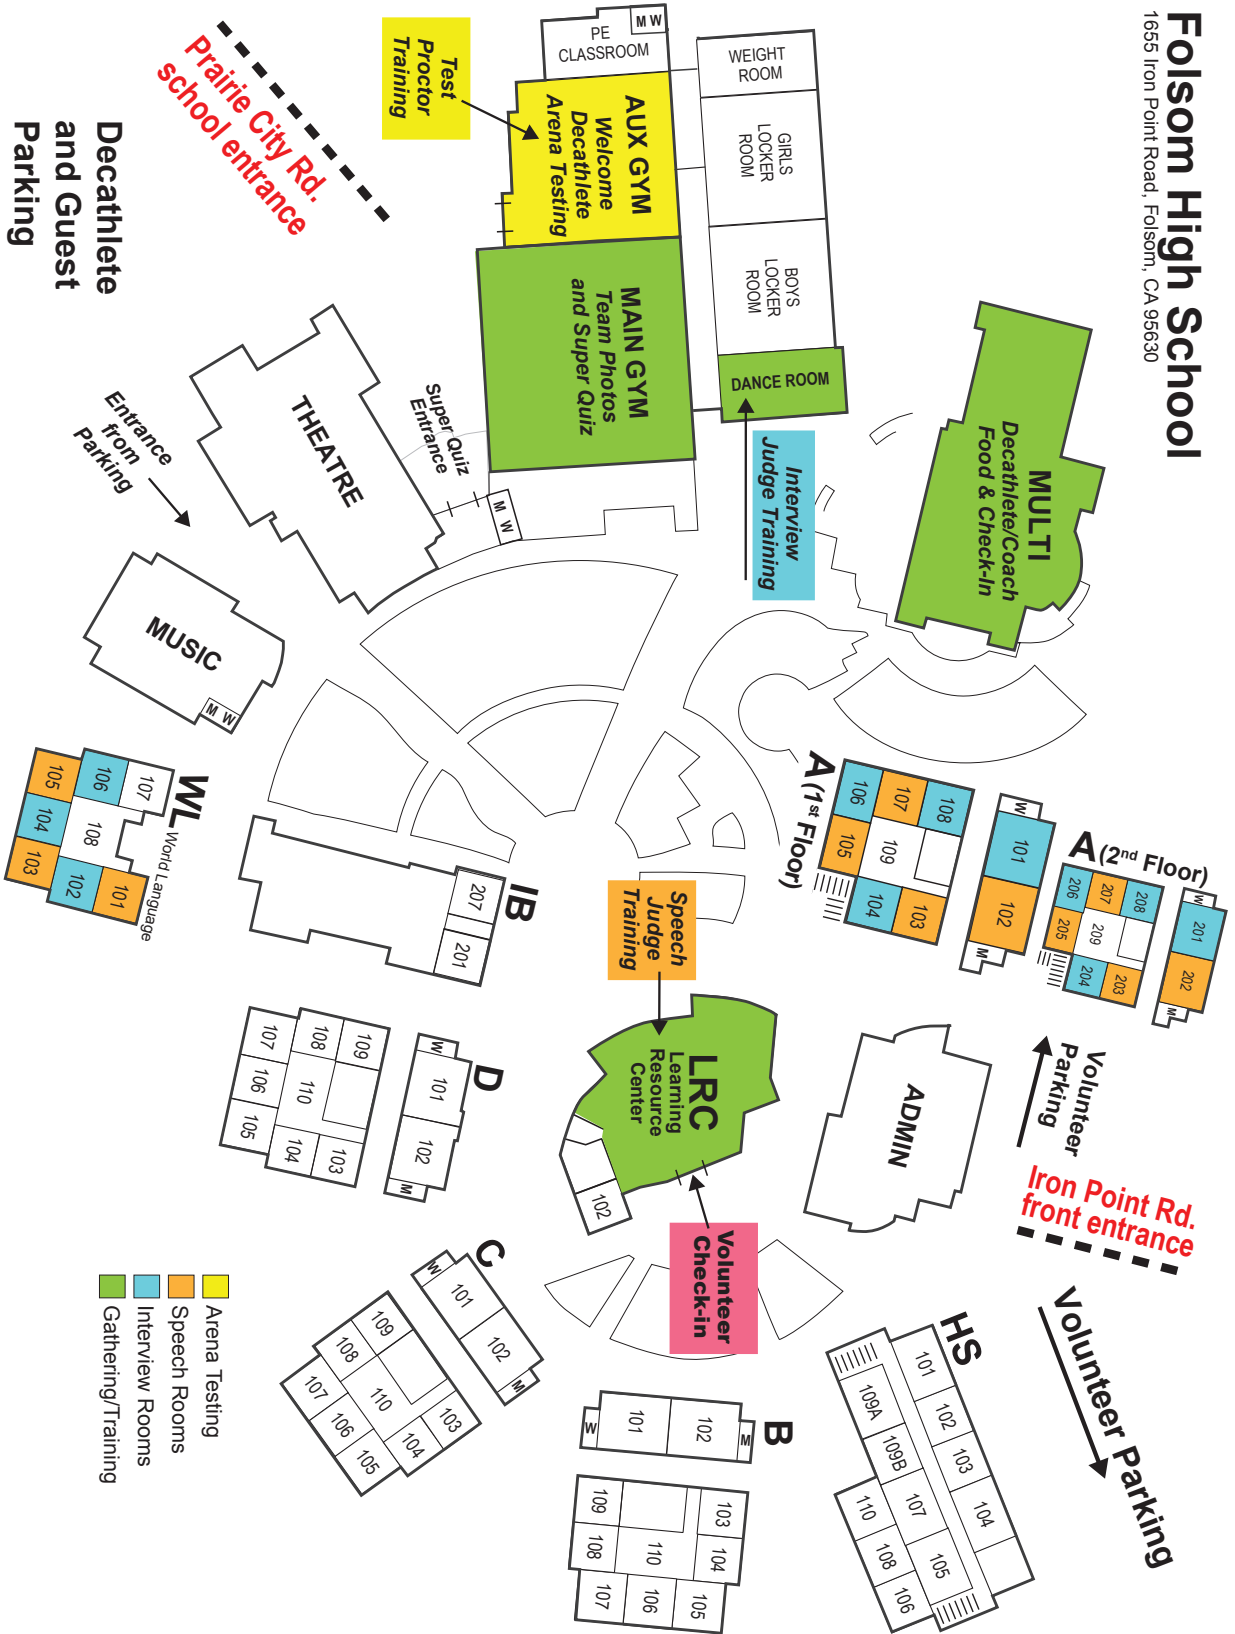 Folsom High School
1655 Iron Point Road, Folsom, CA 95630
Prairie City Rd.
school entrance
Decathlete
and Guest
Parking
Test
Proctor
Training
PE
CLASSROOM
M W
AUX GYM
Welcome
Decathlete
Arena Testing
MAIN GYM
Team Photos
and Super Quiz
WEIGHT
ROOM
GIRLS
LOCKER
ROOM
BOYS
LOCKER
ROOM
DANCE ROOM
Interview
Judge Training
MULTI
Decathlete/Coach
Food & Check-In
THEATRE
Super Quiz
Entrance
M W
Entrance
from
Parking
MUSIC
M W
WL
World Language
107
106
105
108
104
103
102
101
IB
207
201
A (1st Floor)
108
107
106
109
105
104
103
W
101
102
M
A (2nd Floor)
208
207
206
209
205
204
203
W
201
202
M
Volunteer
Parking
Iron Point Rd.
front entrance
ADMIN
Speech
Judge
Training
LRC
Learning
Resource
Center
102
Volunteer
Check-in
D
W
101
102
M
109
108
107
110
106
105
104
103
C
W
101
102
M
109
108
107
110
106
105
104
103
B
W
101
102
M
109
108
107
110
106
103
104
105
HS
101
102
103
104
109A
109B
107
105
110
108
106
Volunteer Parking
Arena Testing
Speech Rooms
Interview Rooms
Gathering/Training